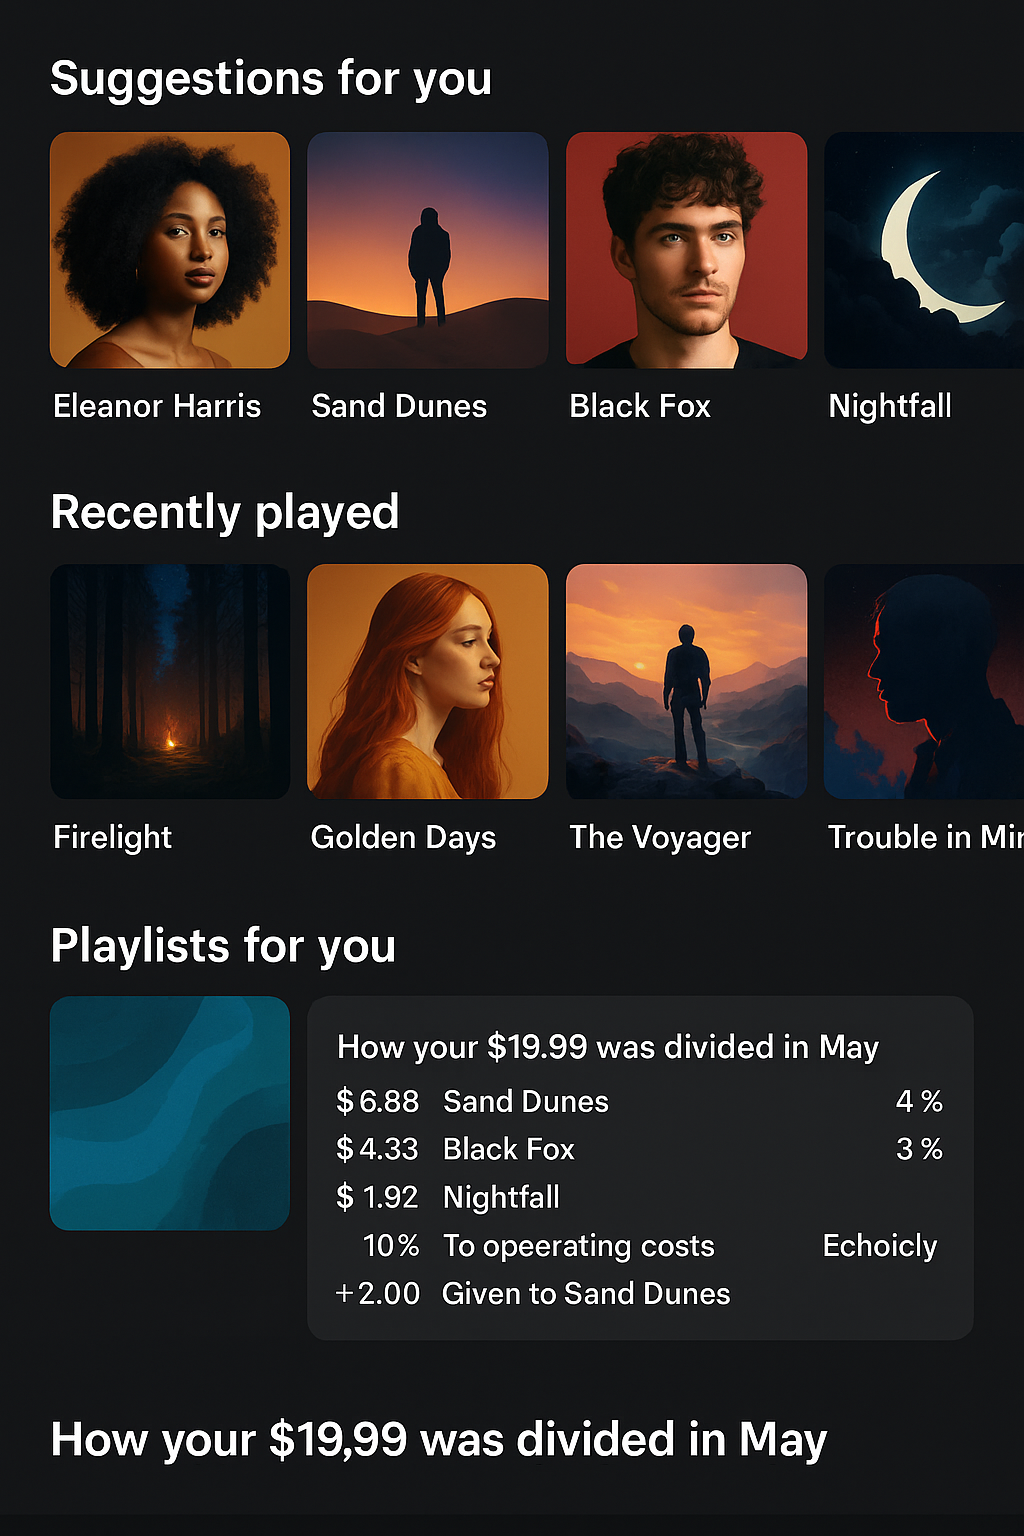 Suggestions for you
Eleanor Harris Sand Dunes Black Fox Nightfall
Recently played
Firelight Golden Days The Voyager Trouble in Mir
Playlists for you
How your $19.99 was divided in May
$6.88 Sand Dunes 4 %
$4.33 Black Fox 3 %
$ 1.92 Nightfall
10% To opeerating costs Echoicly
+2.00 Given to Sand Dunes
How your $19,99 was divided in May